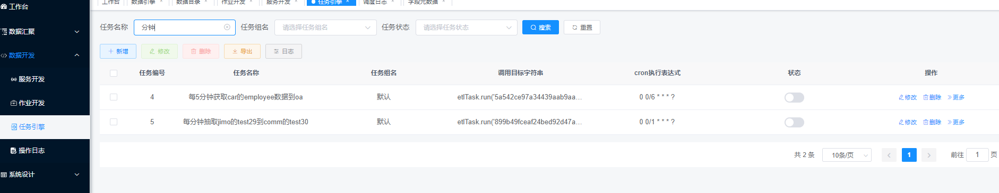 工作台
数据汇聚
数据开发
服务开发
作业开发
任务引擎
操作日志
系统设计
工作台 数据引擎 × 数据目录 × 作业开发 × 服务开发 × 任务引擎 × 调度日志 × 字段元数据 ×
任务名称 分钟 任务组名 请选择任务组名 任务状态 请选择任务状态 搜索 重置
新增 修改 删除 导出 日志
任务编号 任务名称 任务组名 调用目标字符串 cron执行表达式 状态 操作
4 每5分钟获取car的employee数据到oa 默认 etlTask.run('5a542ce97a34439aab9aa... 0 0/6 * * * ? 修改 删除 更多
5 每分钟抽取jimo的test29到comm的test30 默认 etlTask.run('899b49fceaf24bed92d47a... 0 0/1 * * * ? 修改 删除 更多
共 2 条 10条/页 1 前往 1 页